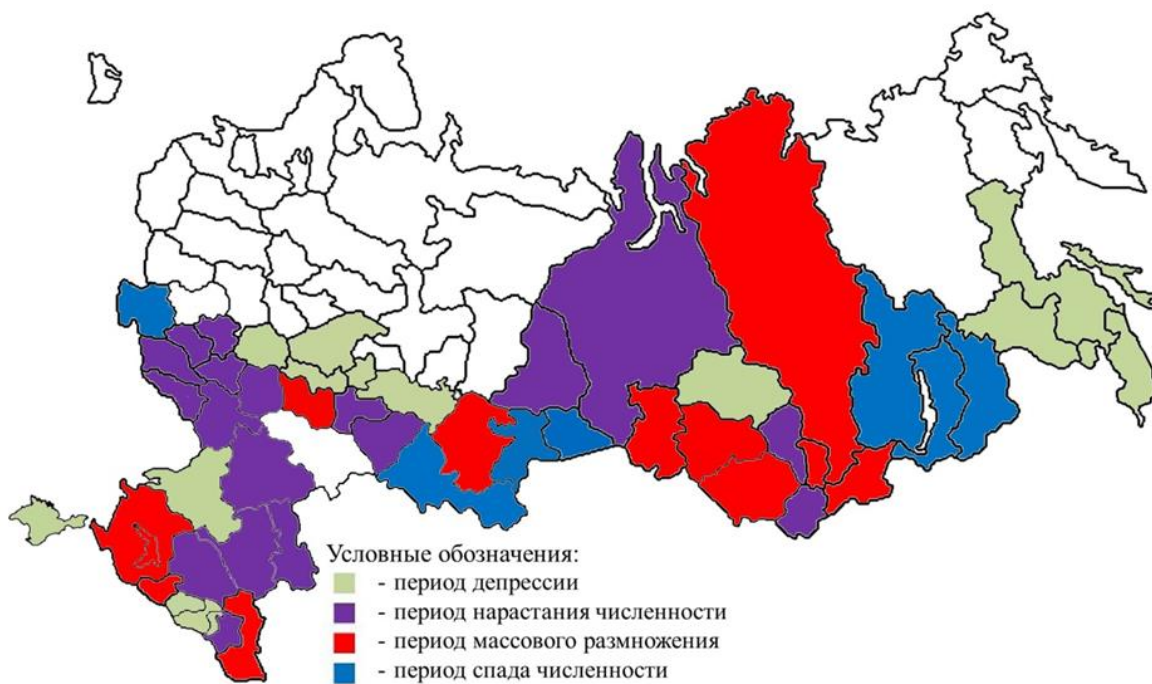 Условные обозначения:
- период депрессии
- период нарастания численности
- период массового размножения
- период спада численности